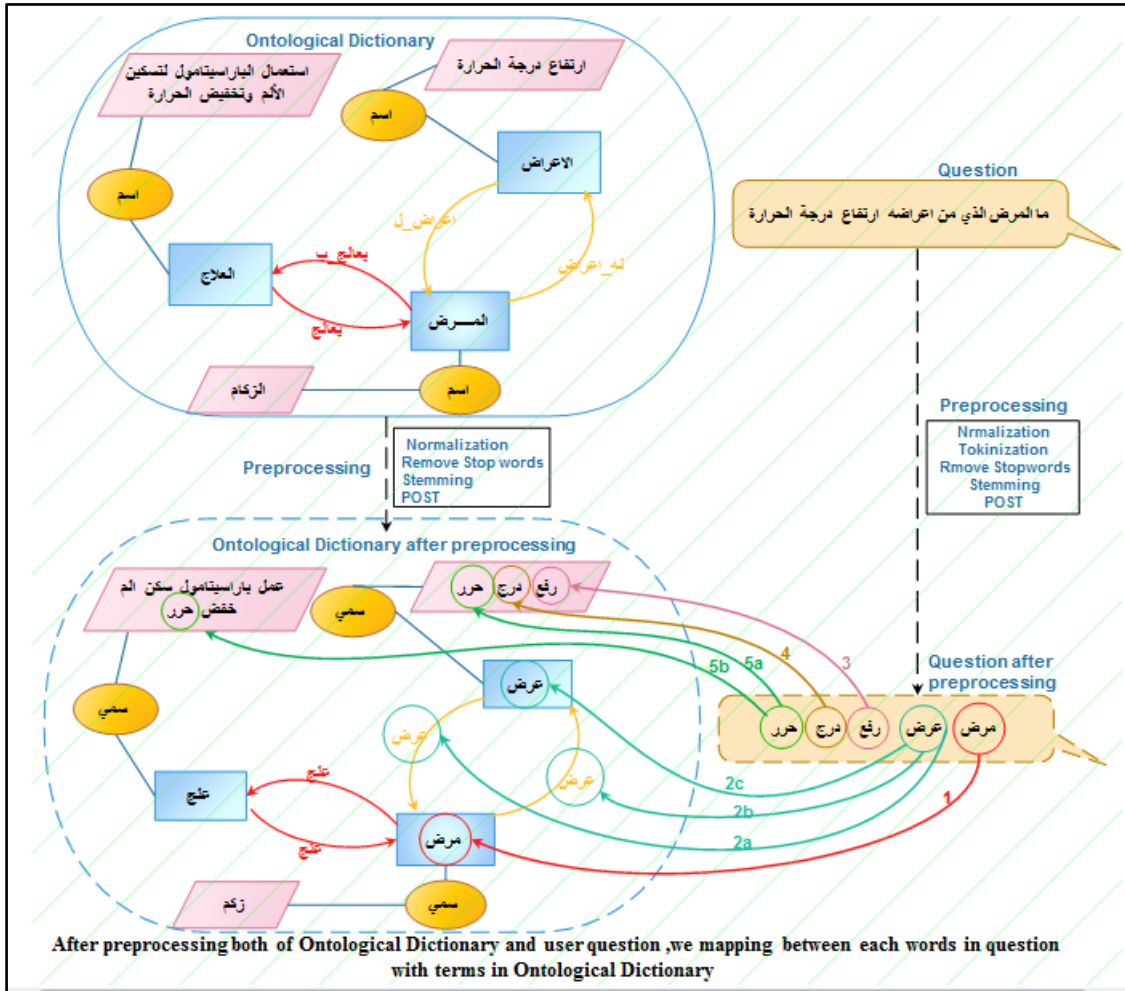 Ontological Dictionary
استعمال الباراسيتامول لتسكين
الألم وتخفيض الحرارة
ارتفاع درجة الحرارة
اسم
الاعراض
اسم
اعراض_ل
له_اعراض
يعالج_ب
العلاج
المـــرض
يعالج
اسم
الزكام
Question
ما المرض الذي من اعراضه ارتفاع درجة الحرارة
Preprocessing
Normalization
Remove Stop words
Stemming
POST
Preprocessing
Nrmalization
Tokinization
Rmove Stopwords
Stemming
POST
Ontological Dictionary after preprocessing
عمل باراسيتامول سكن الم
خفض حرر
رفع درج حرر
سمي
عرض
سمي
عرض
عرض
علج
علج
علج
مرض
سمي
زكم
5b
5a
4
3
2c
2b
2a
1
Question after
preprocessing
مرض عرض رفع درج حرر
After preprocessing both of Ontological Dictionary and user question ,we mapping between each words in question
with terms in Ontological Dictionary